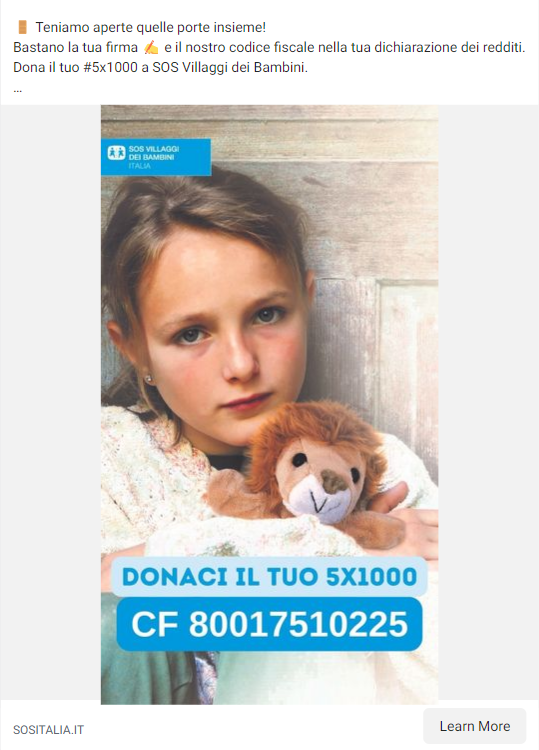 🚪 Teniamo aperte quelle porte insieme!
Bastano la tua firma ✍🏼 e il nostro codice fiscale nella tua dichiarazione dei redditi.
Dona il tuo #5x1000 a SOS Villaggi dei Bambini.
...
SOS VILLAGGI
DEI BAMBINI
ITALIA
DONACI IL TUO 5X1000
CF 80017510225
SOSITALIA.IT
Learn More